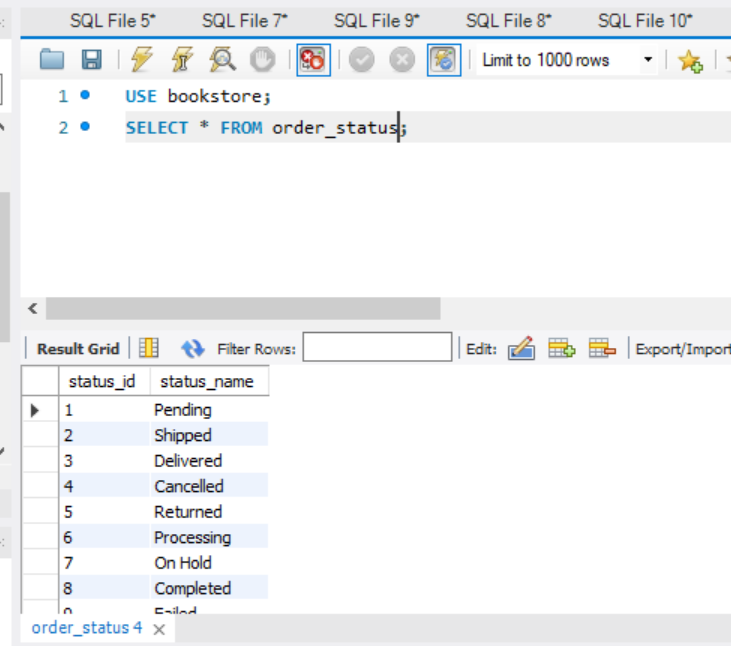 SQL File 5* SQL File 7* SQL File 9* SQL File 8* SQL File 10*
Limit to 1000 rows
1 USE bookstore;
2 SELECT * FROM order_status;
Result Grid Filter Rows: Edit: Export/Import
status_id status_name
1 Pending
2 Shipped
3 Delivered
4 Cancelled
5 Returned
6 Processing
7 On Hold
8 Completed
9 Failed
order_status 4